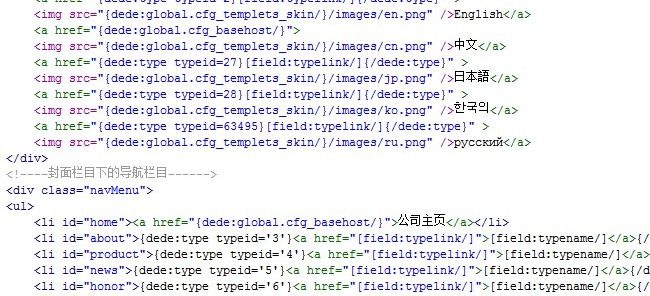 <img src="{dede:global.cfg_templets_skin/}/images/en.png" />English</a>
<a href="{dede:global.cfg_basehost/}">
<img src="{dede:global.cfg_templets_skin/}/images/cn.png" />中文</a>
<a {dede:type typeid=27}[field:typelink/]{/dede:type}" >
<img src="{dede:global.cfg_templets_skin/}/images/jp.png" />日本語</a>
<a {dede:type typeid=28}[field:typelink/]{/dede:type}" >
<img src="{dede:global.cfg_templets_skin/}/images/ko.png" />한국의</a>
<a {dede:type typeid=63495}[field:typelink/]{/dede:type}" >
<img src="{dede:global.cfg_templets_skin/}/images/ru.png" />русский</a>
</div>
<!----封面栏目下的导航栏目------>
<div class="navMenu">
<ul>
<li id="home"><a href="{dede:global.cfg_basehost/}">公司主页</a></li>
<li id="about">{dede:type typeid='3'}<a href="[field:typelink/]">[field:typename/]</a>{/
<li id="product">{dede:type typeid='4'}<a href="[field:typelink/]">[field:typename/]</a>
<li id="news">{dede:type typeid='5'}<a href="[field:typelink/]">[field:typename/]</a>{/d
<li id="honor">{dede:type typeid='6'}<a href="[field:typelink/]">[field:typename/]</a>{/